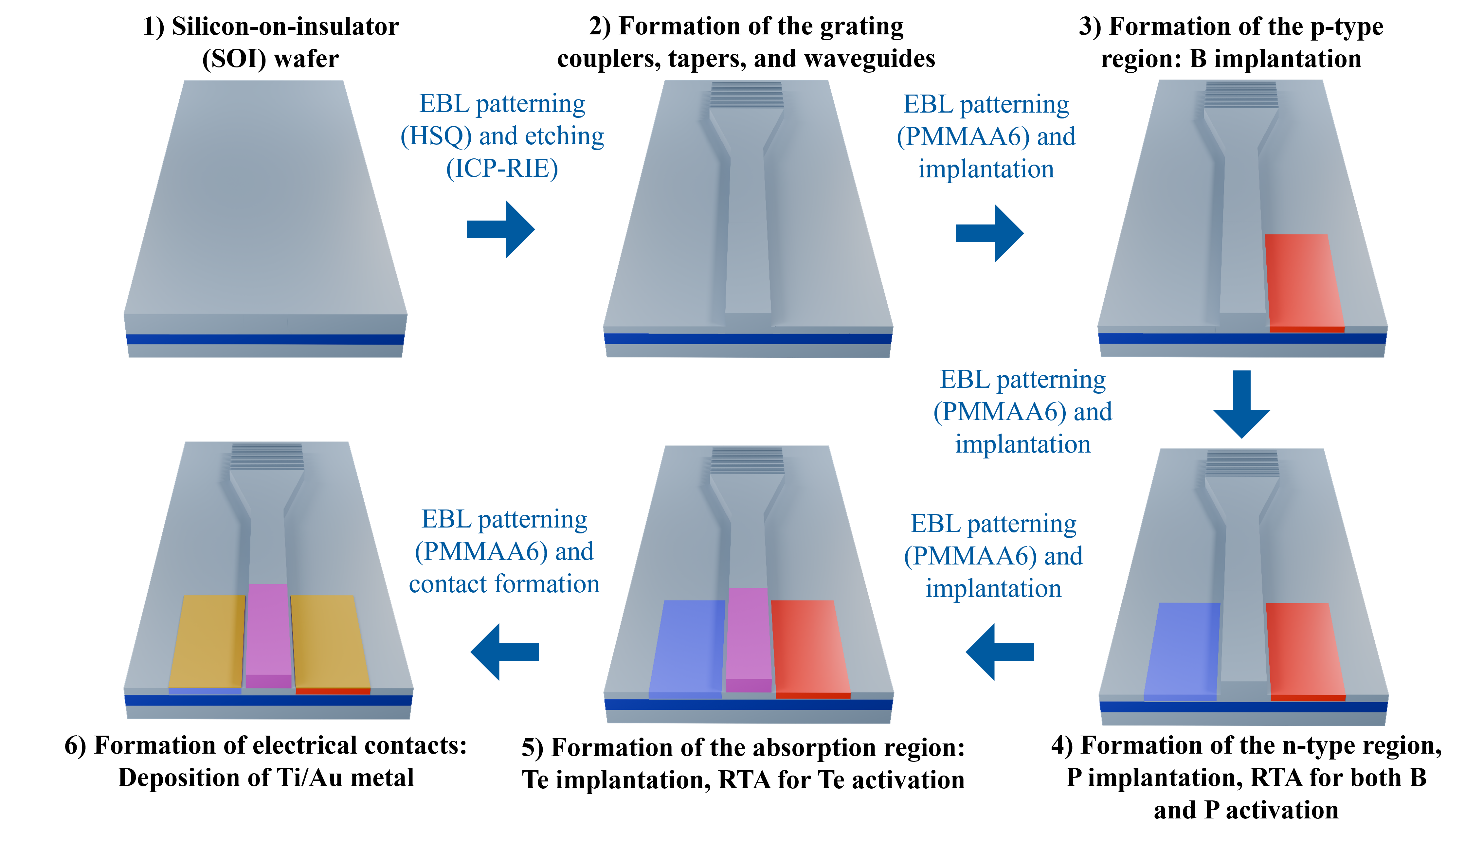 1) Silicon-on-insulator
(SOI) wafer
EBL patterning
(HSQ) and etching
(ICP-RIE)
2) Formation of the grating
couplers, tapers, and waveguides
EBL patterning
(PMMAA6) and
implantation
3) Formation of the p-type
region: B implantation
EBL patterning
(PMMAA6) and
implantation
4) Formation of the n-type region,
P implantation, RTA for both B
and P activation
EBL patterning
(PMMAA6) and
implantation
5) Formation of the absorption region:
Te implantation, RTA for Te activation
EBL patterning
(PMMAA6) and
contact formation
6) Formation of electrical contacts:
Deposition of Ti/Au metal